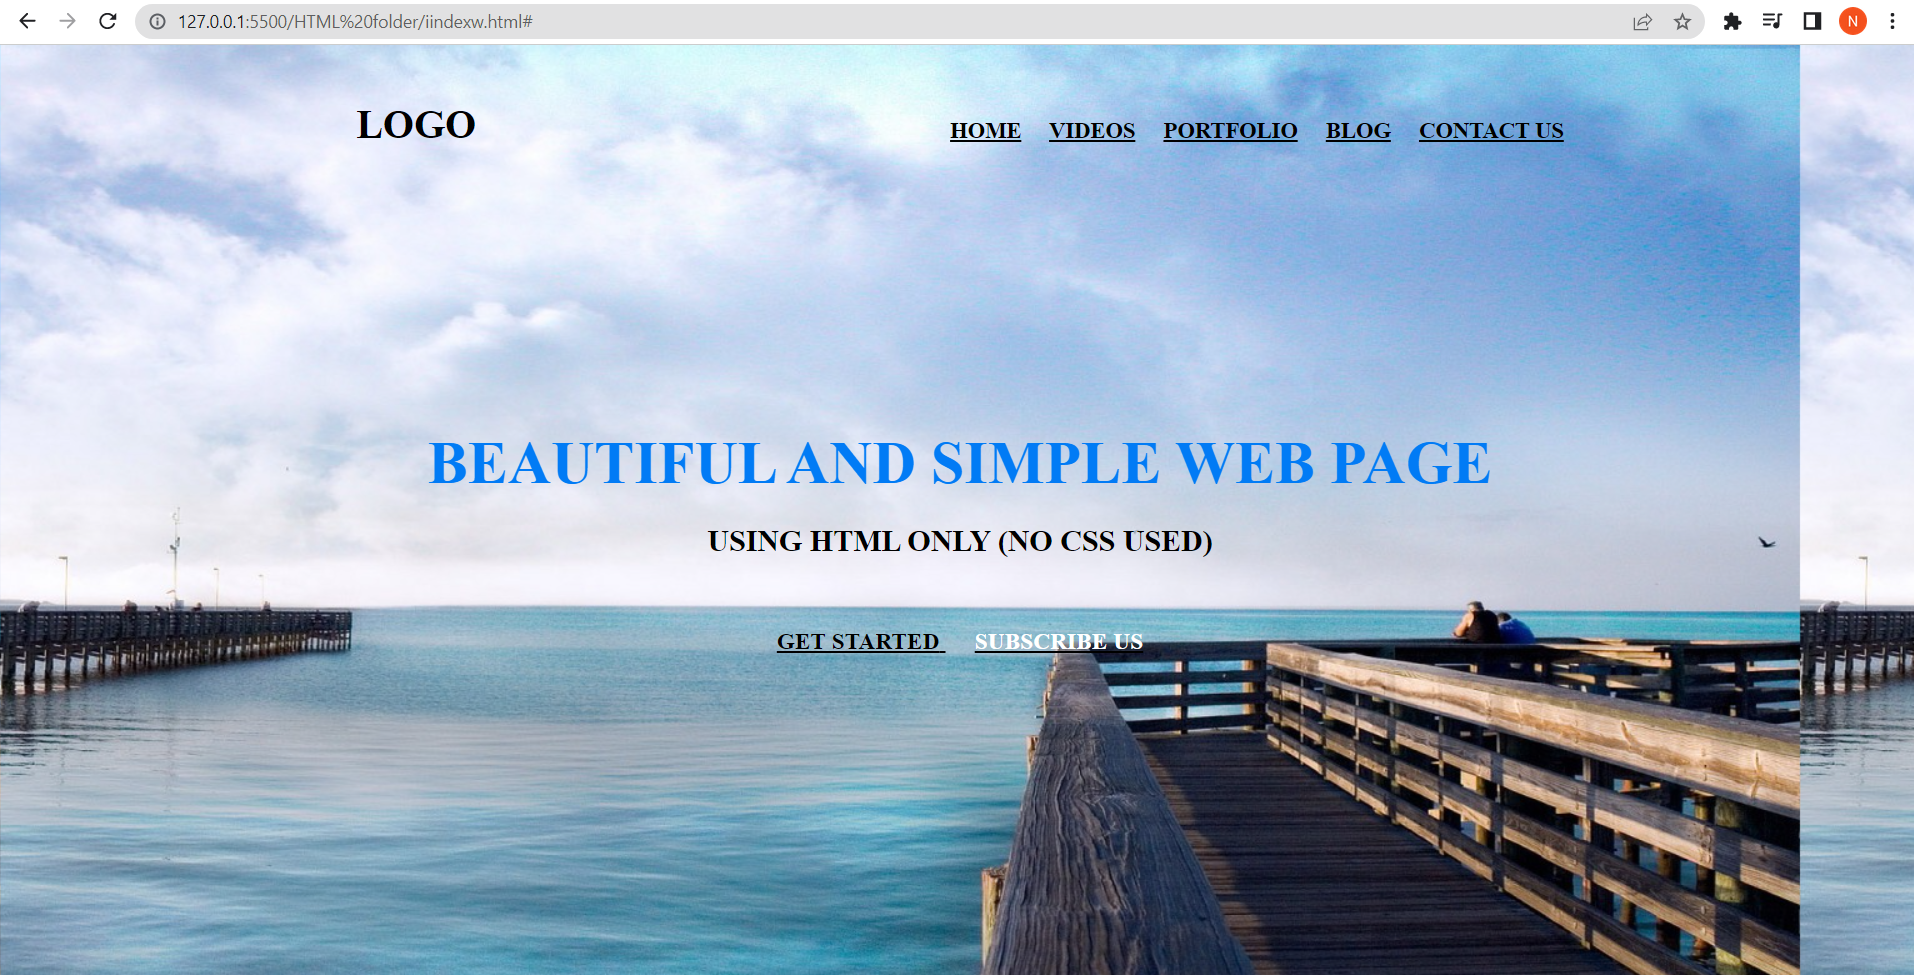 127.0.0.1:5500/HTML%20folder/iindexw.html#
N
LOGO
HOME VIDEOS PORTFOLIO BLOG CONTACT US
BEAUTIFUL AND SIMPLE WEB PAGE
USING HTML ONLY (NO CSS USED)
GET STARTED SUBSCRIBE US